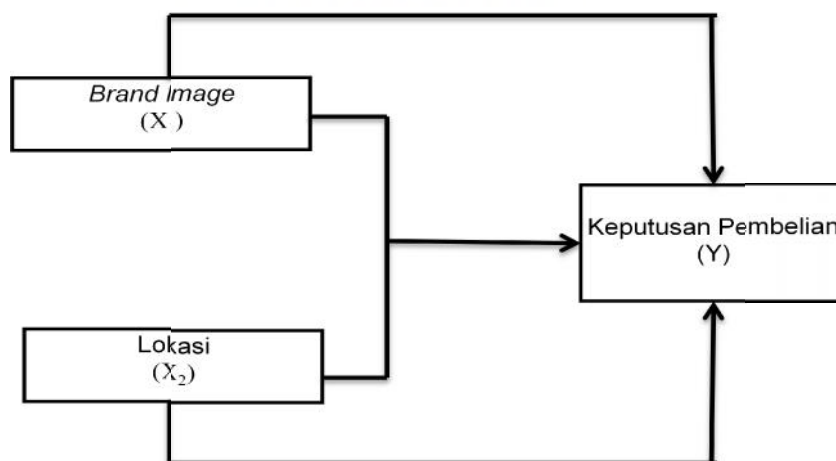 Brand Image
(X )
Keputusan Pembelian
(Y)
Lokasi
(X₂)